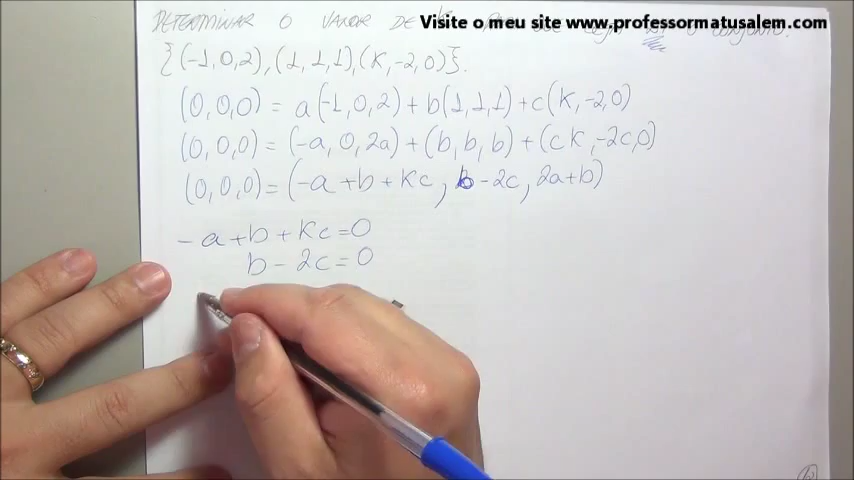 DETERMINAR O VALOR DE K
Visite o meu site www.professormatusalem.com
{(-1,0,2),(1,1,1),(K,-2,0)}.
(0,0,0)=a(-1,0,2)+b(1,1,1)+c(K,-2,0)
(0,0,0)=(-a,0,2a)+(b,b,b)+(cK,-2c,0)
(0,0,0)=(-a+b+Kc, b-2c, 2a+b)
-a+b+Kc=0
b-2c=0